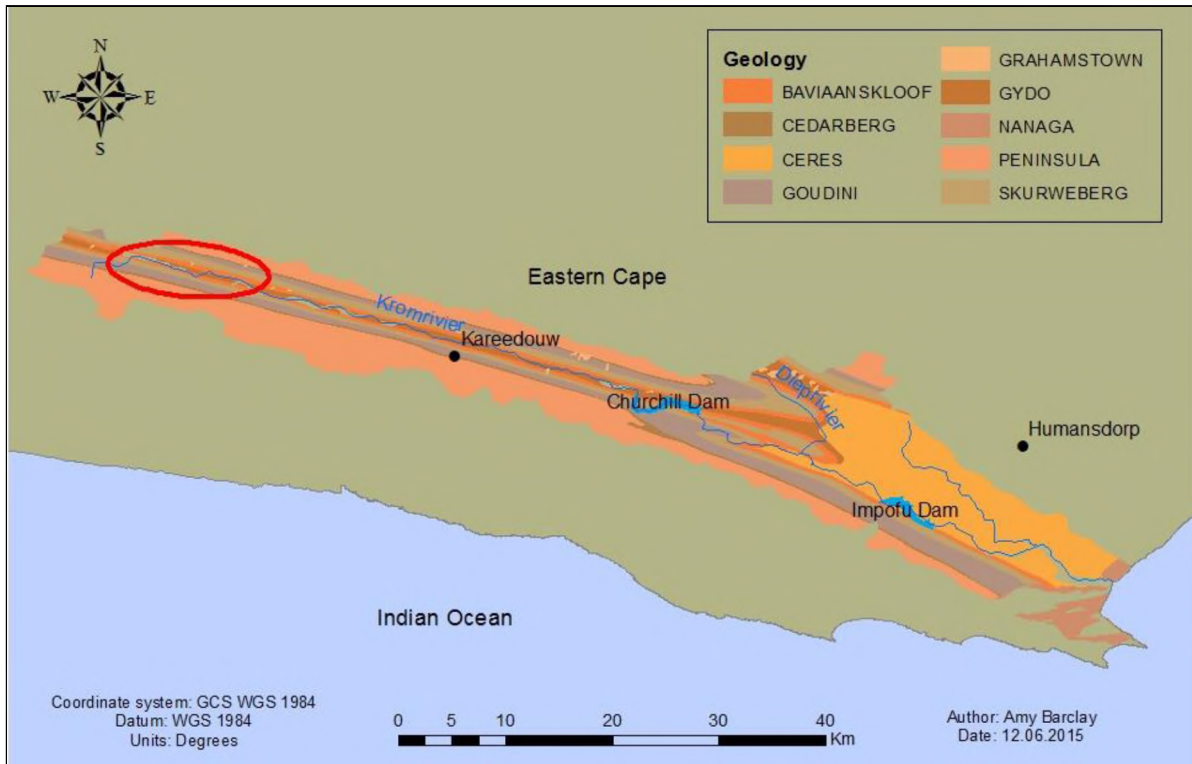 N
W E
S
Geology
BAVIAANSKLOOF
CEDARBERG
CERES
GOUDINI
GRAHAMSTOWN
GYDO
NANAGA
PENINSULA
SKURWEBERG
Eastern Cape
Kromrivier
Kareedouw
Dieprivier
Churchill Dam
Humansdorp
Impofu Dam
Indian Ocean
Coordinate system: GCS WGS 1984
Datum: WGS 1984
Units: Degrees
0 5 10 20 30 40
Km
Author: Amy Barclay
Date: 12.06.2015